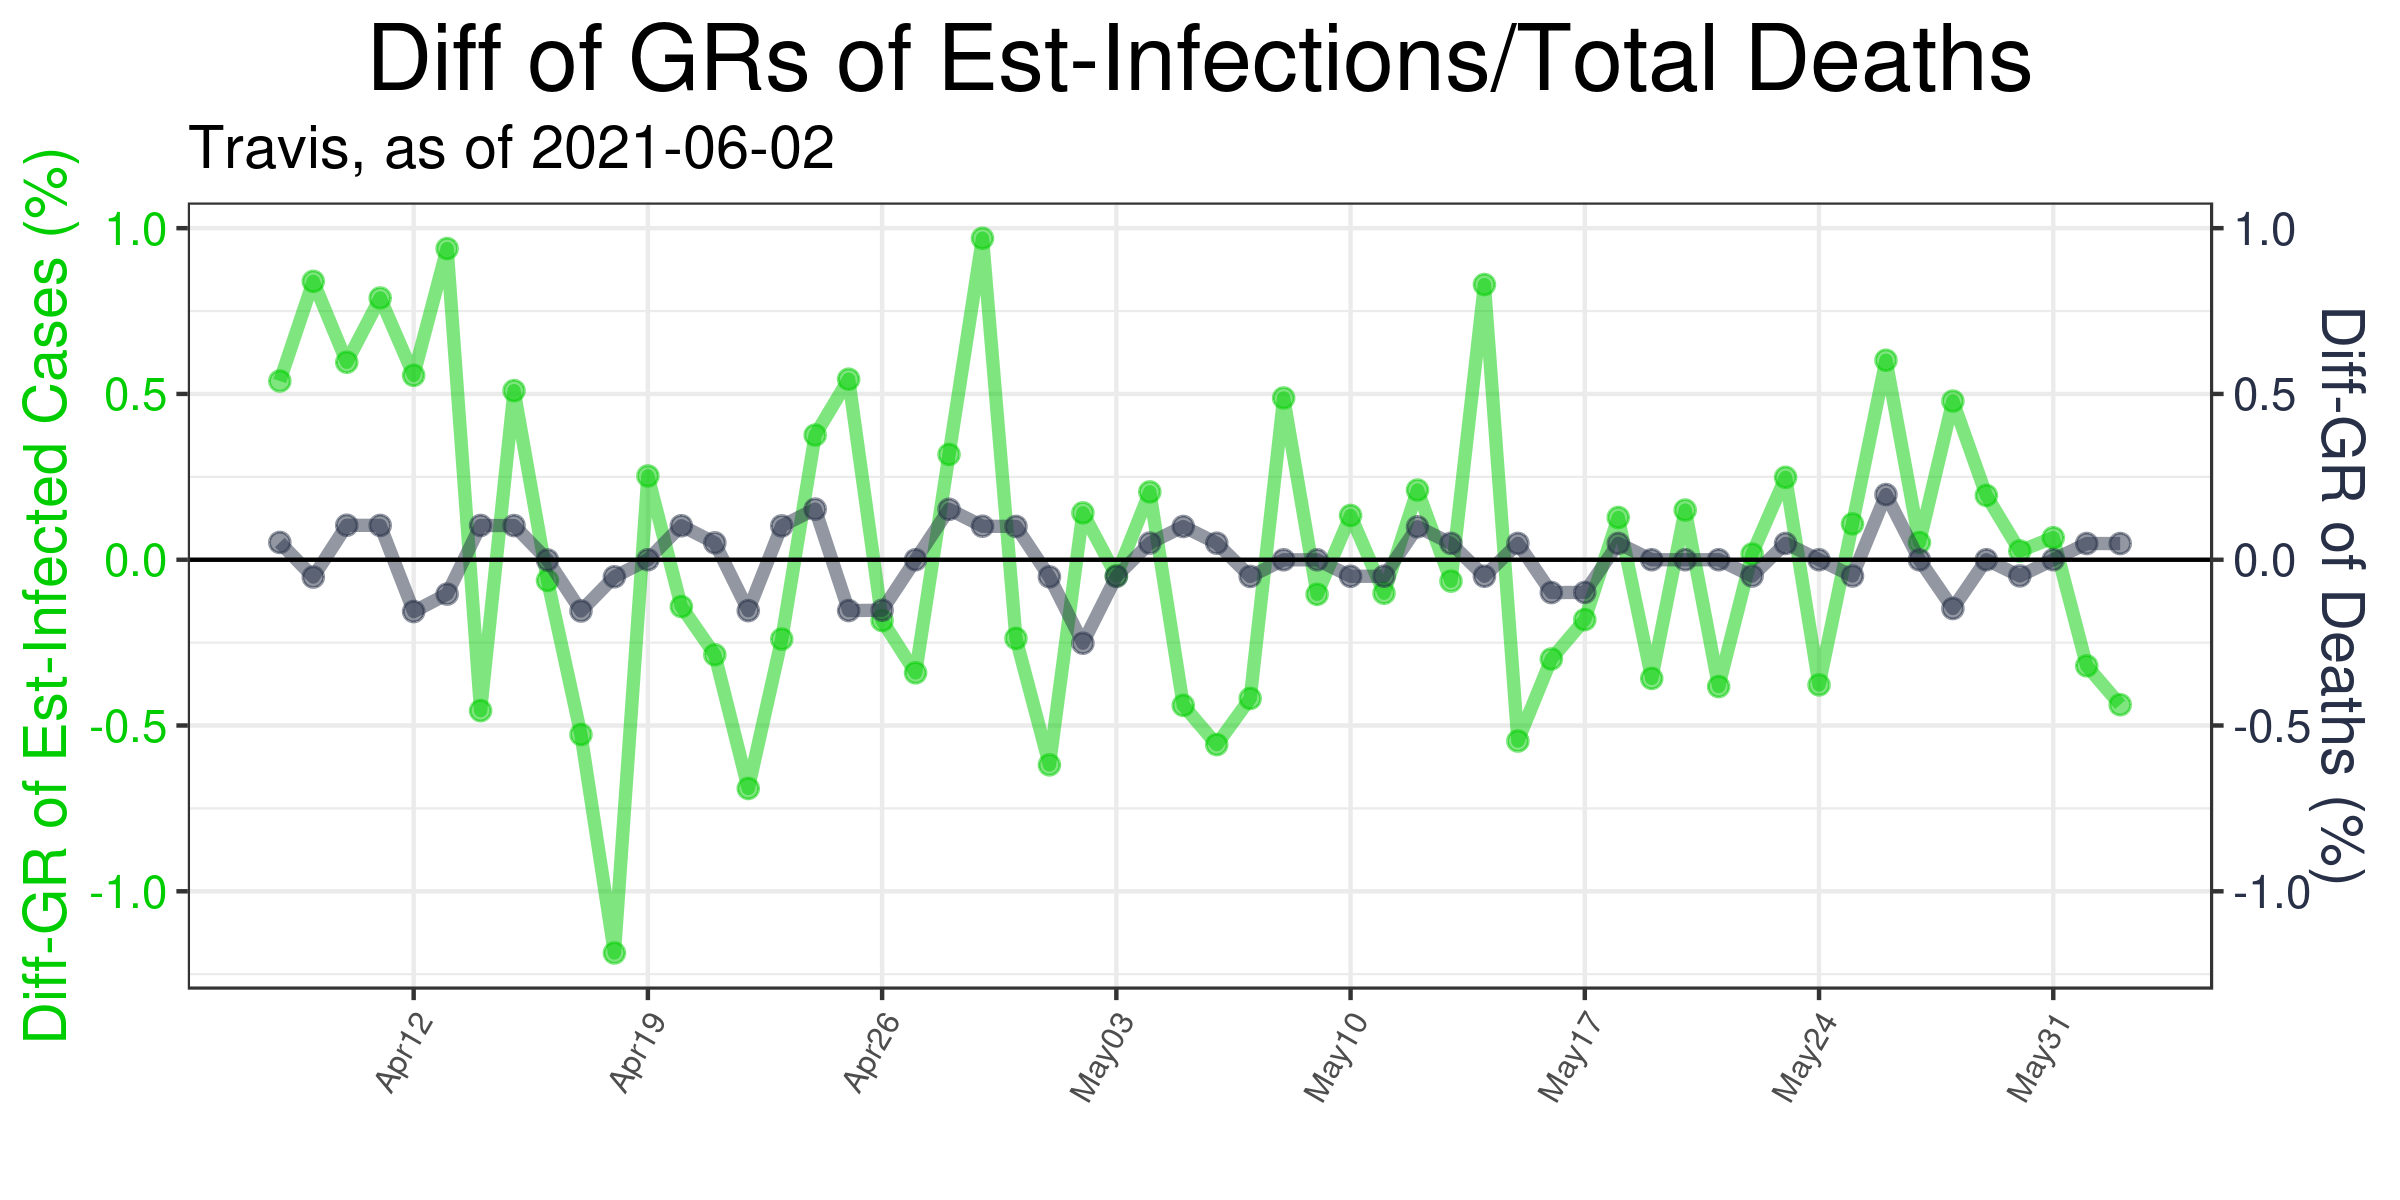 Diff of GRs of Est-Infections/Total Deaths
Travis, as of 2021-06-02
Diff-GR of Est-Infected Cases (%)
1.0
0.5
0.0
-0.5
-1.0
1.0
0.5
0.0
-0.5
-1.0
Diff-GR of Deaths (%)
Apr12
Apr19
Apr26
May03
May10
May17
May24
May31